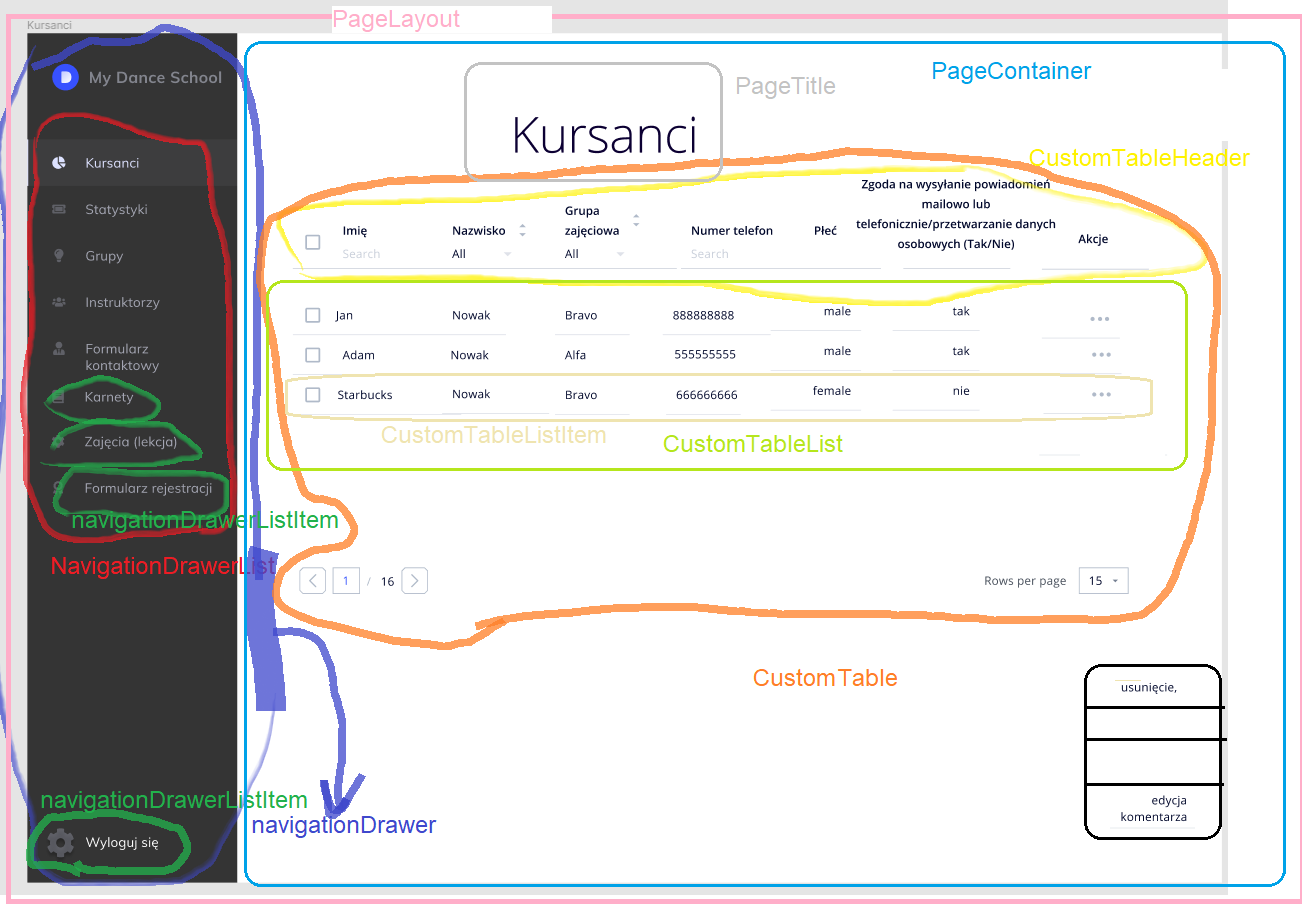 PageLayout
Kursanci
My Dance School
Kursanci
Statystyki
Grupy
Instruktorzy
Formularz
kontaktowy
Karnety
Zajęcia (lekcja)
Formularz rejestracji
navigationDrawerListItem
NavigationDrawerList
navigationDrawerListItem
Wyloguj się
navigationDrawer
PageContainer
PageTitle
Kursanci
CustomTableHeader
Imię
Search
Nazwisko
All
Grupa
zajęciowa
All
Numer telefon
Search
Płeć
Zgoda na wysyłanie powiadomień
mailowo lub
telefonicznie/przetwarzanie danych
osobowych (Tak/Nie)
Akcje
Jan Nowak Bravo 888888888 male tak
Adam Nowak Alfa 555555555 male tak
Starbucks Nowak Bravo 666666666 female nie
CustomTableListItem
CustomTableList
1 / 16
Rows per page 15
CustomTable
usunięcie,
edycja
komentarza